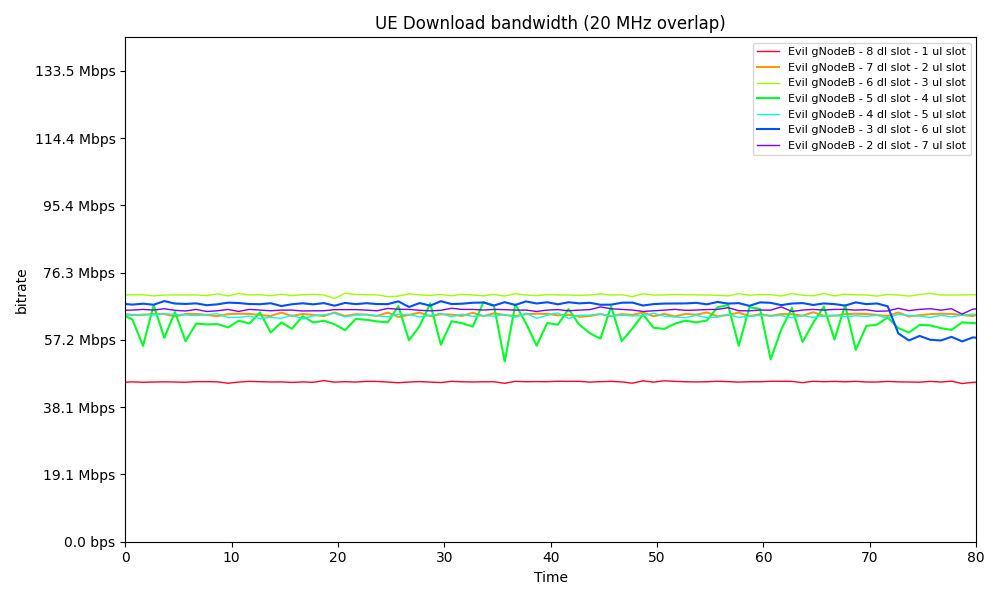 UE Download bandwidth (20 MHz overlap)
133.5 Mbps
114.4 Mbps
95.4 Mbps
76.3 Mbps
57.2 Mbps
38.1 Mbps
19.1 Mbps
0.0 bps
bitrate
Evil gNodeB - 8 dl slot - 1 ul slot
Evil gNodeB - 7 dl slot - 2 ul slot
Evil gNodeB - 6 dl slot - 3 ul slot
Evil gNodeB - 5 dl slot - 4 ul slot
Evil gNodeB - 4 dl slot - 5 ul slot
Evil gNodeB - 3 dl slot - 6 ul slot
Evil gNodeB - 2 dl slot - 7 ul slot
0 10 20 30 40 50 60 70 80
Time